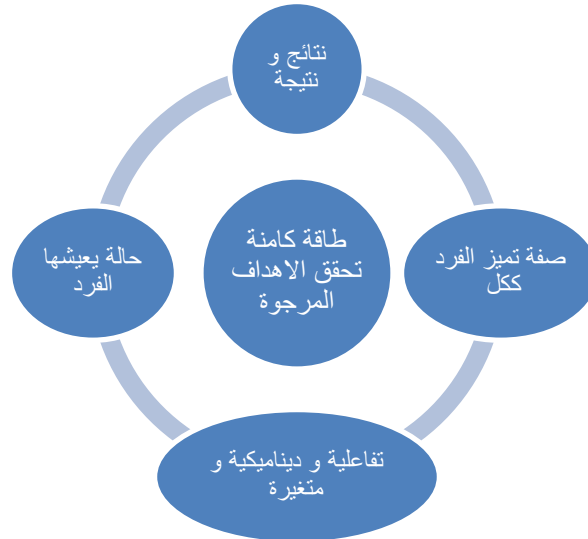 نتائج و
نتيجة
طاقة كامنة
تحقق الاهداف
المرجوة
صفة تميز الفرد
ككل
حالة يعيشها
الفرد
تفاعلية و ديناميكية و
متغيرة